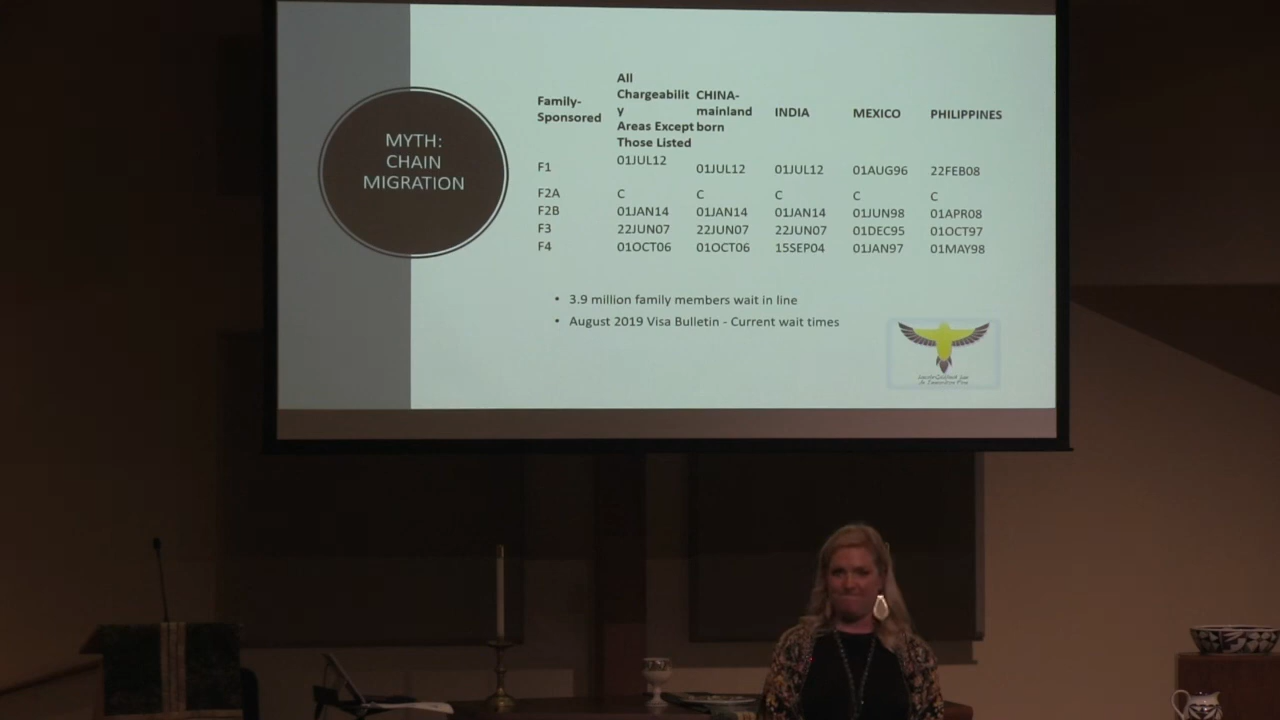 MYTH:
CHAIN
MIGRATION
Family-
Sponsored
All
Chargeabilit
y
Areas Except
Those Listed
CHINA-
mainland
born
INDIA
MEXICO
PHILIPPINES
F1 01JUL12 01JUL12 01JUL12 01AUG96 22FEB08
F2A C C C C C
F2B 01JAN14 01JAN14 01JAN14 01JUN98 01APR08
F3 22JUN07 22JUN07 22JUN07 01DEC95 01OCT97
F4 01OCT06 01OCT06 15SEP04 01JAN97 01MAY98
• 3.9 million family members wait in line
• August 2019 Visa Bulletin - Current wait times